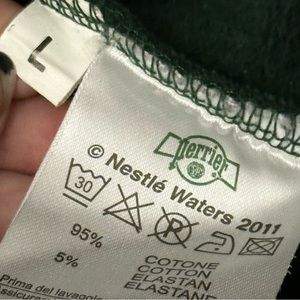 L
Perrier
© Nestlé Waters 2011
30
P
95%
5%
COTONE
COTTON
ELASTAN
ELASTANE
Prima del lavaggio